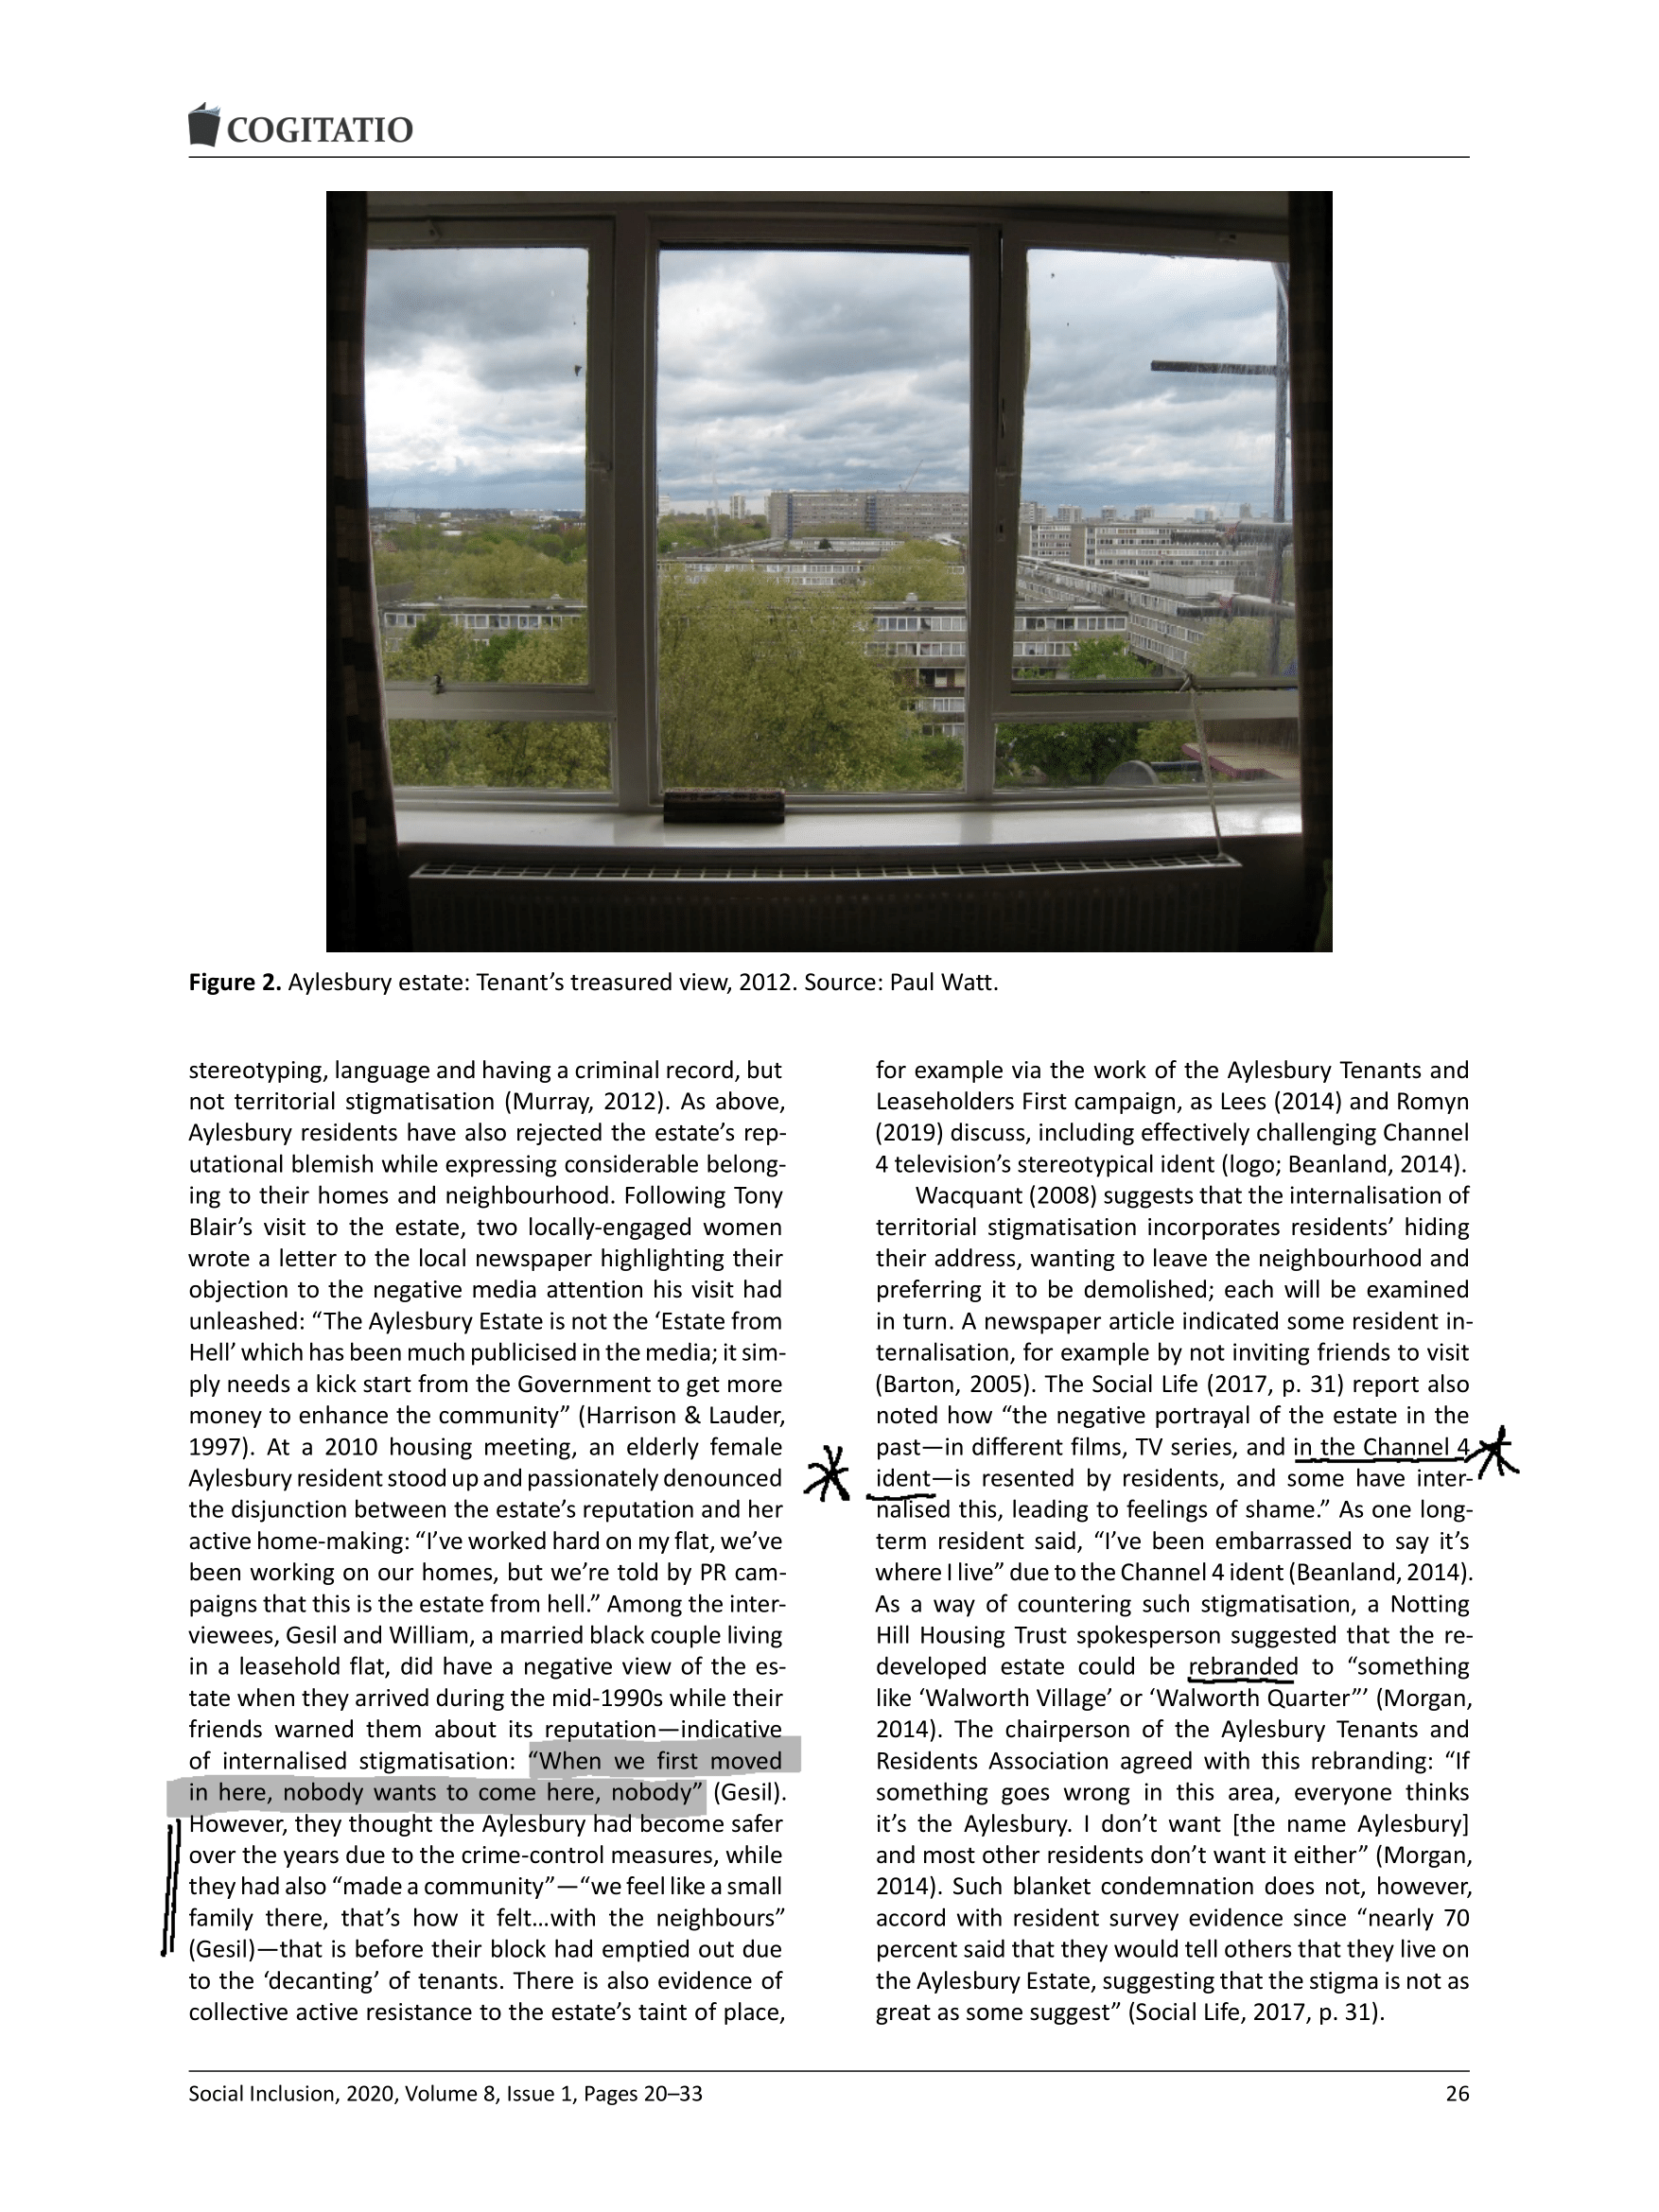 COGITATIO
Figure 2. Aylesbury estate: Tenant’s treasured view, 2012. Source: Paul Watt.
stereotyping, language and having a criminal record, but
not territorial stigmatisation (Murray, 2012). As above,
Aylesbury residents have also rejected the estate’s rep-
utational blemish while expressing considerable belong-
ing to their homes and neighbourhood. Following Tony
Blair’s visit to the estate, two locally-engaged women
wrote a letter to the local newspaper highlighting their
objection to the negative media attention his visit had
unleashed: “The Aylesbury Estate is not the ‘Estate from
Hell’ which has been much publicised in the media; it sim-
ply needs a kick start from the Government to get more
money to enhance the community” (Harrison & Lauder,
1997). At a 2010 housing meeting, an elderly female
Aylesbury resident stood up and passionately denounced
the disjunction between the estate’s reputation and her
active home-making: “I’ve worked hard on my flat, we’ve
been working on our homes, but we’re told by PR cam-
paigns that this is the estate from hell.” Among the inter-
viewees, Gesil and William, a married black couple living
in a leasehold flat, did have a negative view of the es-
tate when they arrived during the mid-1990s while their
friends warned them about its reputation—indicative
of internalised stigmatisation: “When we first moved
in here, nobody wants to come here, nobody” (Gesil).
However, they thought the Aylesbury had become safer
over the years due to the crime-control measures, while
they had also “made a community”—“we feel like a small
family there, that’s how it felt…with the neighbours”
(Gesil)—that is before their block had emptied out due
to the ‘decanting’ of tenants. There is also evidence of
collective active resistance to the estate’s taint of place,
for example via the work of the Aylesbury Tenants and
Leaseholders First campaign, as Lees (2014) and Romyn
(2019) discuss, including effectively challenging Channel
4 television’s stereotypical ident (logo; Beanland, 2014).
Wacquant (2008) suggests that the internalisation of
territorial stigmatisation incorporates residents’ hiding
their address, wanting to leave the neighbourhood and
preferring it to be demolished; each will be examined
in turn. A newspaper article indicated some resident in-
ternalisation, for example by not inviting friends to visit
(Barton, 2005). The Social Life (2017, p. 31) report also
noted how “the negative portrayal of the estate in the
past—in different films, TV series, and in the Channel 4
ident—is resented by residents, and some have inter-
nalised this, leading to feelings of shame.” As one long-
term resident said, “I’ve been embarrassed to say it’s
where I live” due to the Channel 4 ident (Beanland, 2014).
As a way of countering such stigmatisation, a Notting
Hill Housing Trust spokesperson suggested that the re-
developed estate could be rebranded to “something
like ‘Walworth Village’ or ‘Walworth Quarter”’ (Morgan,
2014). The chairperson of the Aylesbury Tenants and
Residents Association agreed with this rebranding: “If
something goes wrong in this area, everyone thinks
it’s the Aylesbury. I don’t want [the name Aylesbury]
and most other residents don’t want it either” (Morgan,
2014). Such blanket condemnation does not, however,
accord with resident survey evidence since “nearly 70
percent said that they would tell others that they live on
the Aylesbury Estate, suggesting that the stigma is not as
great as some suggest” (Social Life, 2017, p. 31).
Social Inclusion, 2020, Volume 8, Issue 1, Pages 20–33
26